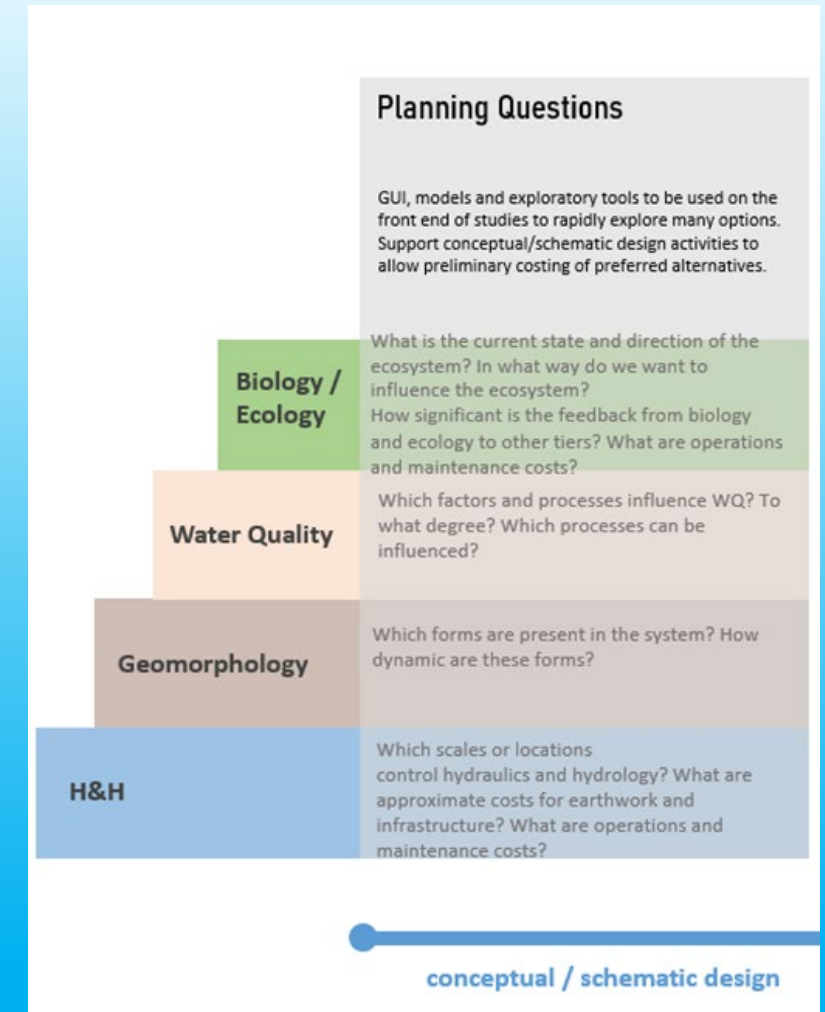 Planning Questions
GUI, models and exploratory tools to be used on the
front end of studies to rapidly explore many options.
Support conceptual/schematic design activities to
allow preliminary costing of preferred alternatives.
Biology /
Ecology
What is the current state and direction of the
ecosystem? In what way do we want to
influence the ecosystem?
How significant is the feedback from biology
and ecology to other tiers? What are operations
and maintenance costs?
Water Quality
Which factors and processes influence WQ? To
what degree? Which processes can be
influenced?
Geomorphology
Which forms are present in the system? How
dynamic are these forms?
H&H
Which scales or locations
control hydraulics and hydrology? What are
approximate costs for earthwork and
infrastructure? What are operations and
maintenance costs?
conceptual / schematic design